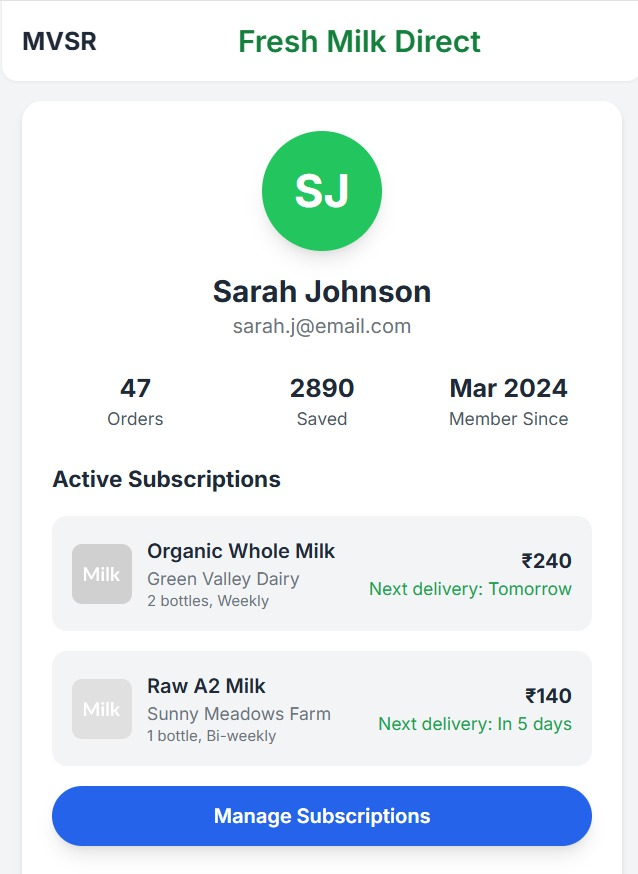 MVSR
Fresh Milk Direct
SJ
Sarah Johnson
sarah.j@email.com
47
Orders
2890
Saved
Mar 2024
Member Since
Active Subscriptions
Milk
Organic Whole Milk
Green Valley Dairy
2 bottles, Weekly
₹240
Next delivery: Tomorrow
Milk
Raw A2 Milk
Sunny Meadows Farm
1 bottle, Bi-weekly
₹140
Next delivery: In 5 days
Manage Subscriptions